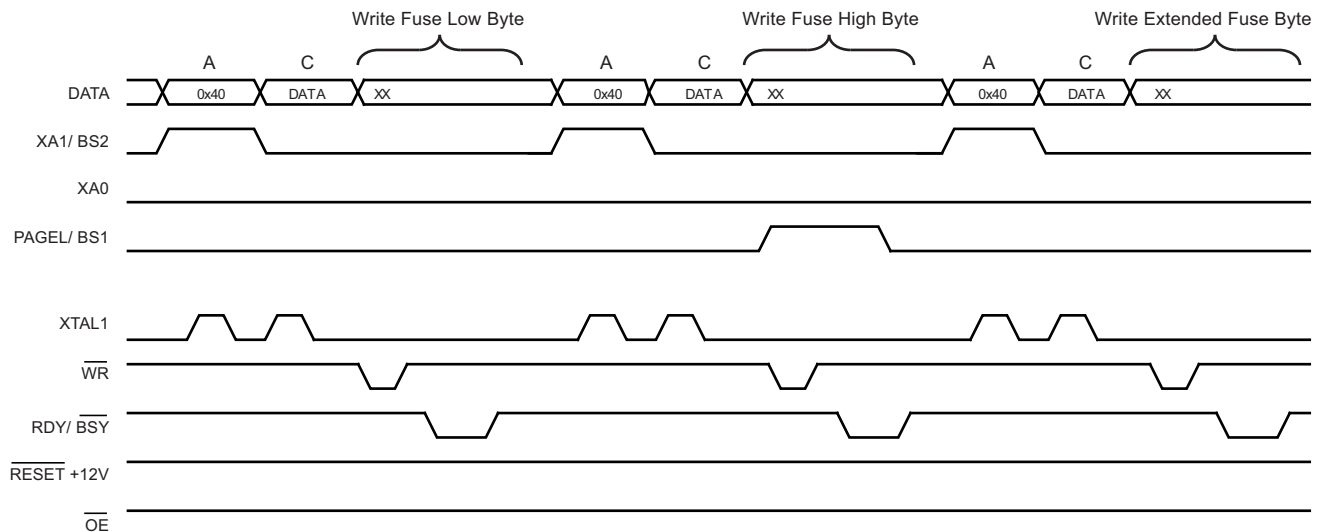 Write Fuse Low Byte Write Fuse High Byte Write Extended Fuse Byte
A C A C A C
DATA 0x40 DATA XX 0x40 DATA XX 0x40 DATA XX
XA1/ BS2
XA0
PAGEL/ BS1
XTAL1
WR
RDY/ BSY
RESET +12V
OE